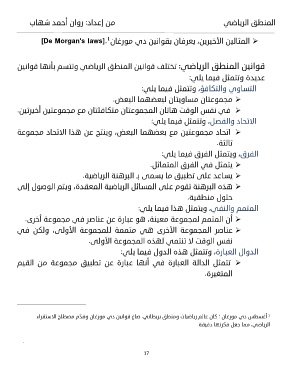 المنطق الرياضي
من إعداد: روان أحمد شهاب
➢ المثالين الأخيرين، يعرفان بقوانين دي مورغان¹.[De Morgan's laws]
قوانين المنطق الرياضي: تختلف قوانين المنطق الرياضي وتتسم بأنها قوانين
عديدة وتتمثل فيما يلي:
التساوي والتكافؤ، وتتمثل فيما يلي:
➢ مجموعتان مساويتان لبعضهما البعض.
➢ في نفس الوقت هاتان المجموعتان متكافئتان مع مجموعتين أخيرتين.
الاتحاد والفصل، وتتمثل فيما يلي:
➢ اتحاد مجموعتين مع بعضهما البعض، وينتج عن هذا الاتحاد مجموعة
ثالثة.
الفرق، ويتمثل الفرق فيما يلي:
➢ يتمثل في الفرق المتماثل.
➢ يساعد على تطبيق ما يسمى بـ البرهنة الرياضية.
➢ هذه البرهنة تقوم على المسائل الرياضية المعقدة، ويتم الوصول إلى
حلول منطقية.
المتمم والنفي، ويتمثل هذا فيما يلي:
➢ أن المتمم لمجموعة معينة، هو عبارة عن عناصر في مجموعة أخرى.
➢ عناصر المجموعة الأخرى هي متممة للمجموعة الأولى، ولكن في
نفس الوقت لا تنتمي لهذه المجموعة الأولى.
الدوال العبارة، وتتمثل هذه الدول فيما يلي:
➢ تتمثل الدالة العبارة في أنها عبارة عن تطبيق مجموعة من القيم
المتغيرة.
¹ أغسطس دي مورغان : كان عالم رياضيات ومنطق بريطاني. صاغ قوانين دي مورغان وقدّم مصطلح الاستقراء
الرياضي، مما جعل فكرتها دقيقة
17